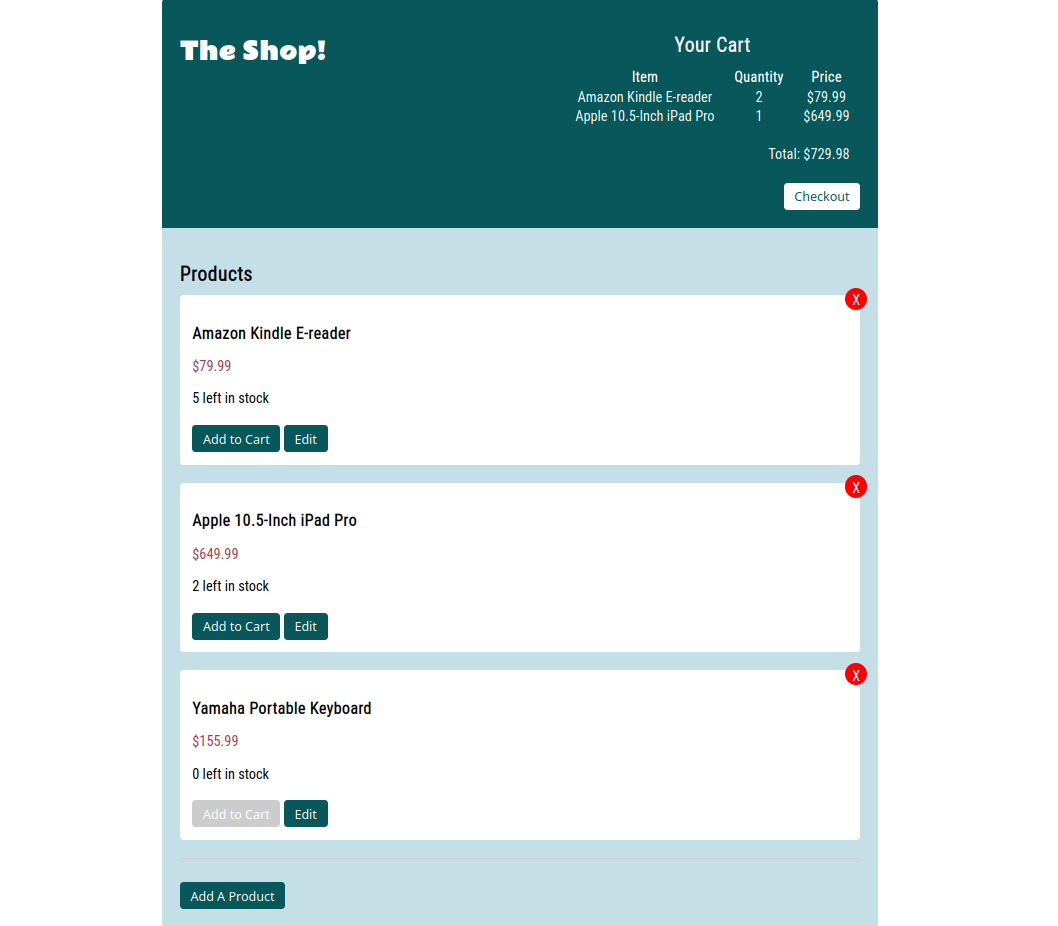 The Shop!
Your Cart
Item Quantity Price
Amazon Kindle E-reader 2 $79.99
Apple 10.5-Inch iPad Pro 1 $649.99
Total: $729.98
Checkout
Products
X
Amazon Kindle E-reader
$79.99
5 left in stock
Add to Cart Edit
X
Apple 10.5-Inch iPad Pro
$649.99
2 left in stock
Add to Cart Edit
X
Yamaha Portable Keyboard
$155.99
0 left in stock
Add to Cart Edit
Add A Product